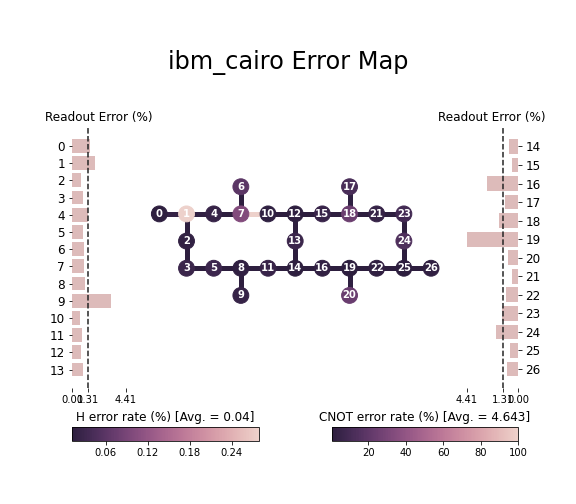 ibm_cairo Error Map
Readout Error (%)
Readout Error (%)
0
1
2
3
4
5
6
7
8
9
10
11
12
13
14
15
16
17
18
19
20
21
22
23
24
25
26
6
17
0 1 4 7 10 12 15 18 21 23
2 13 24
3 5 8 11 14 16 19 22 25 26
9 20
0.00 1.31 4.41
4.41 1.31 0.00
H error rate (%) [Avg. = 0.04]
CNOT error rate (%) [Avg. = 4.643]
0.06 0.12 0.18 0.24
20 40 60 80 100